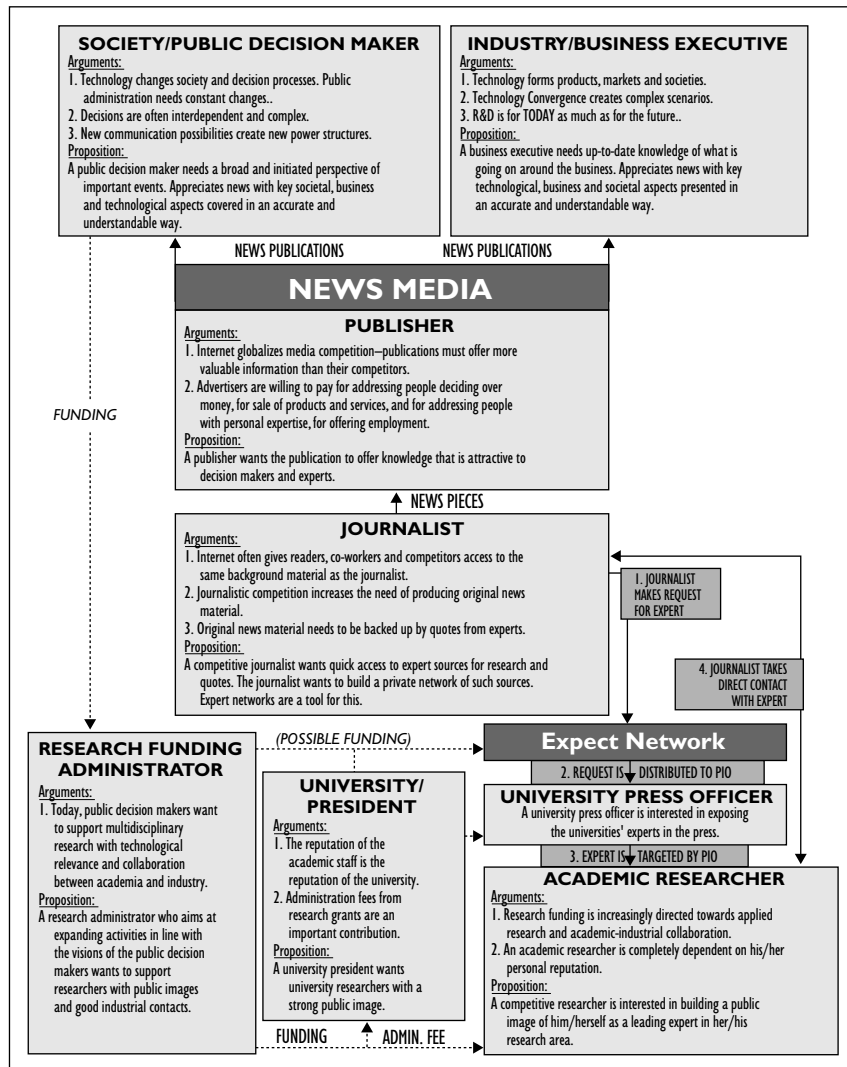 SOCIETY/PUBLIC DECISION MAKER
Arguments:
1. Technology changes society and decision processes. Public
administration needs constant changes..
2. Decisions are often interdependent and complex.
3. New communication possibilities create new power structures.
Proposition:
A public decision maker needs a broad and initiated perspective of
important events. Appreciates news with key societal, business
and technological aspects covered in an accurate and
understandable way.
INDUSTRY/BUSINESS EXECUTIVE
Arguments:
1. Technology forms products, markets and societies.
2. Technology Convergence creates complex scenarios.
3. R&D is for TODAY as much as for the future..
Proposition:
A business executive needs up-to-date knowledge of what is
going on around the business. Appreciates news with key
technological, business and societal aspects presented in
an accurate and understandable way.
NEWS PUBLICATIONS
NEWS PUBLICATIONS
NEWS MEDIA
PUBLISHER
Arguments:
1. Internet globalizes media competition—publications must offer more
valuable information than their competitors.
2. Advertisers are willing to pay for addressing people deciding over
money, for sale of products and services, and for addressing people
with personal expertise, for offering employment.
Proposition:
A publisher wants the publication to offer knowledge that is attractive to
decision makers and experts.
FUNDING
NEWS PIECES
JOURNALIST
Arguments:
1. Internet often gives readers, co-workers and competitors access to the
same background material as the journalist.
2. Journalistic competition increases the need of producing original news
material.
3. Original news material needs to be backed up by quotes from experts.
Proposition:
A competitive journalist wants quick access to expert sources for research and
quotes. The journalist wants to build a private network of such sources.
Expert networks are a tool for this.
1. JOURNALIST
MAKES REQUEST
FOR EXPERT
4. JOURNALIST TAKES
DIRECT CONTACT
WITH EXPERT
RESEARCH FUNDING
ADMINISTRATOR
Arguments:
1. Today, public decision makers want
to support multidisciplinary
research with technological
relevance and collaboration
between academia and industry.
Proposition:
A research administrator who aims at
expanding activities in line with
the visions of the public decision
makers wants to support
researchers with public images
and good industrial contacts.
(POSSIBLE FUNDING)
UNIVERSITY/
PRESIDENT
Arguments:
1. The reputation of the
academic staff is the
reputation of the university.
2. Administration fees from
research grants are an
important contribution.
Proposition:
A university president wants
university researchers with a
strong public image.
FUNDING
ADMIN. FEE
Expect Network
2. REQUEST IS DISTRIBUTED TO PIO
UNIVERSITY PRESS OFFICER
A university press officer is interested in exposing
the universities' experts in the press.
3. EXPERT IS TARGETED BY PIO
ACADEMIC RESEARCHER
Arguments:
1. Research funding is increasingly directed towards applied
research and academic-industrial collaboration.
2. An academic researcher is completely dependent on his/her
personal reputation.
Proposition:
A competitive researcher is interested in building a public
image of him/herself as a leading expert in her/his
research area.